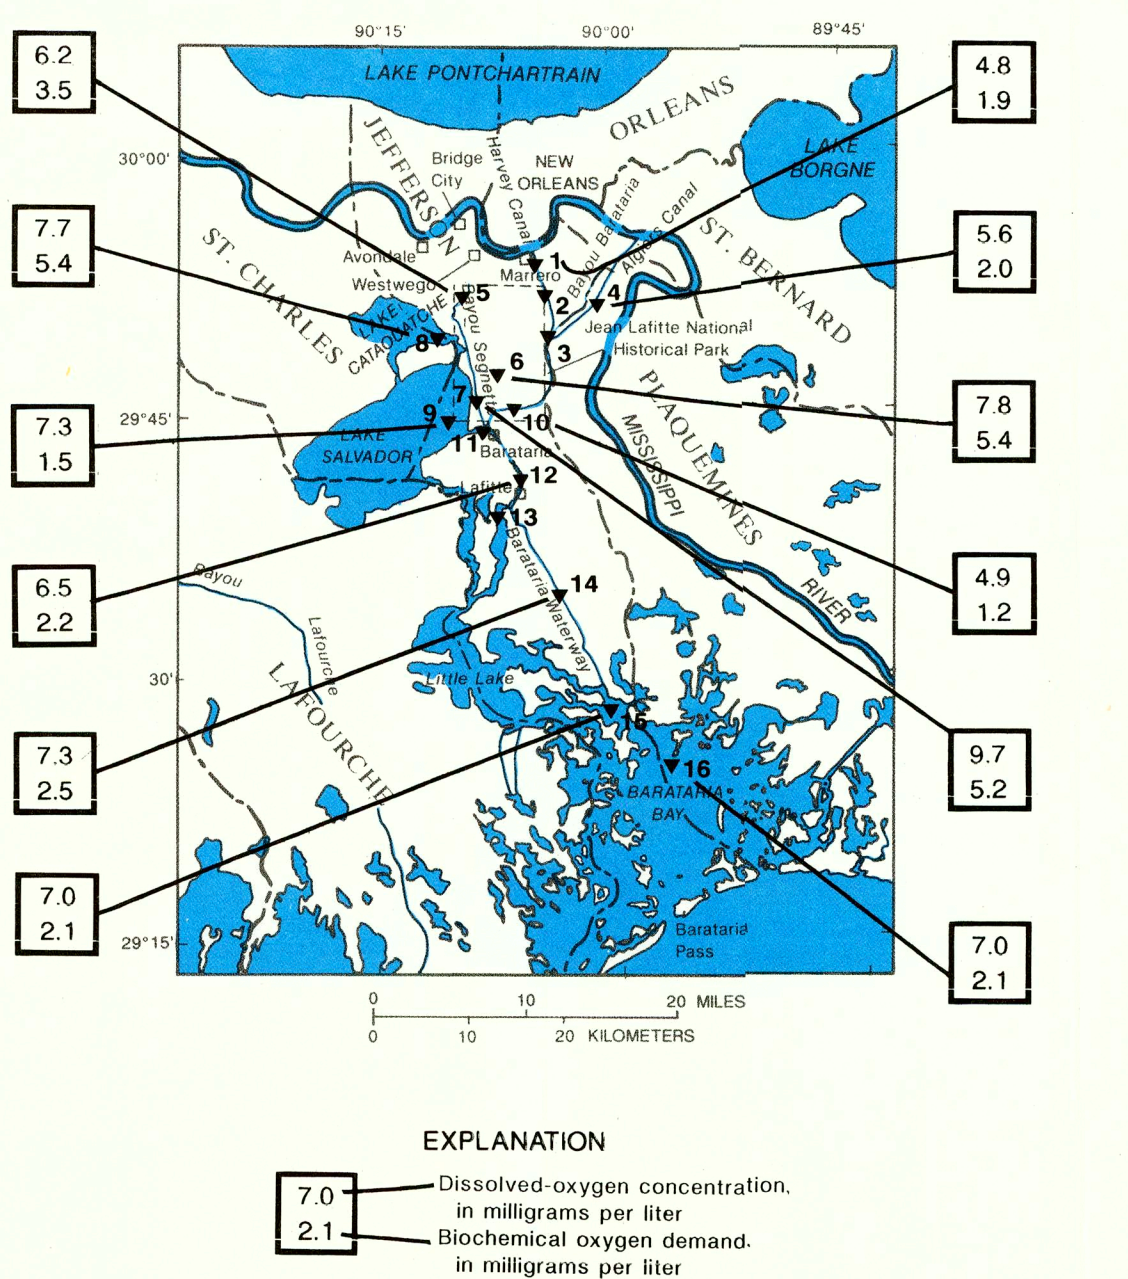 90°15'
90°00'
89°45'
6.2
3.5
4.8
1.9
LAKE PONTCHARTRAIN
ORLEANS
JEFFERSON
Harvey Canal
Bridge
City
NEW
ORLEANS
LAKE
BORGNE
30°00'
Bayou Barataria
Algiers Canal
7.7
5.4
5.6
2.0
ST. CHARLES
ST. BERNARD
Avondale
Marrero
1
Westwego
5
2
4
LAKE
CATAOUATCHE
Bayou Segnette
Jean Lafitte National
Historical Park
8
3
6
PLAQUEMINES
7.3
1.5
7.8
5.4
29°45'
7
9
10
11
LAKE
SALVADOR
Barataria
MISSISSIPPI
RIVER
12
Lafitte
13
6.5
2.2
4.9
1.2
Bayou
Lafourche
Barataria Waterway
14
30'
Little Lake
LAFOURCHE
7.3
2.5
9.7
5.2
15
16
BARATARIA
BAY
7.0
2.1
7.0
2.1
29°15'
Barataria
Pass
0 10 20 MILES
0 10 20 KILOMETERS
EXPLANATION
7.0
2.1
Dissolved-oxygen concentration,
in milligrams per liter
Biochemical oxygen demand.
in milligrams per liter